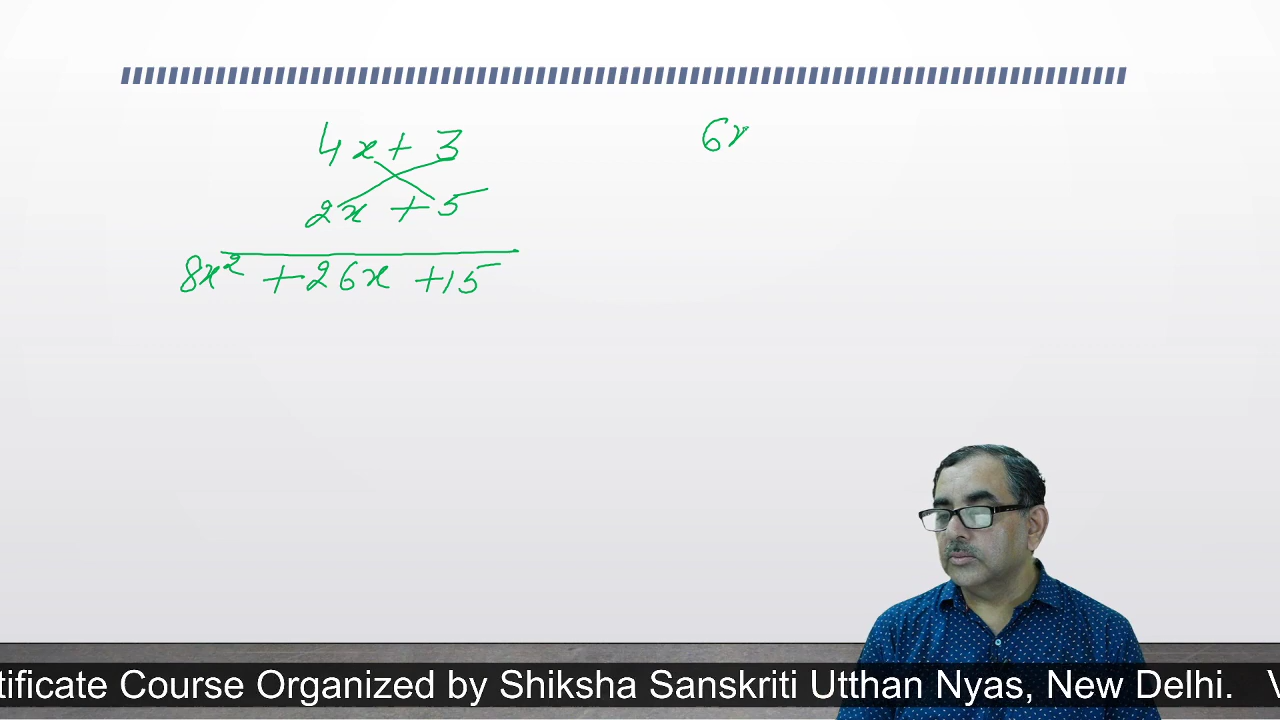 4x + 3
2x + 5
8x² + 26x + 15
6x
tificate Course Organized by Shiksha Sanskriti Utthan Nyas, New Delhi. V